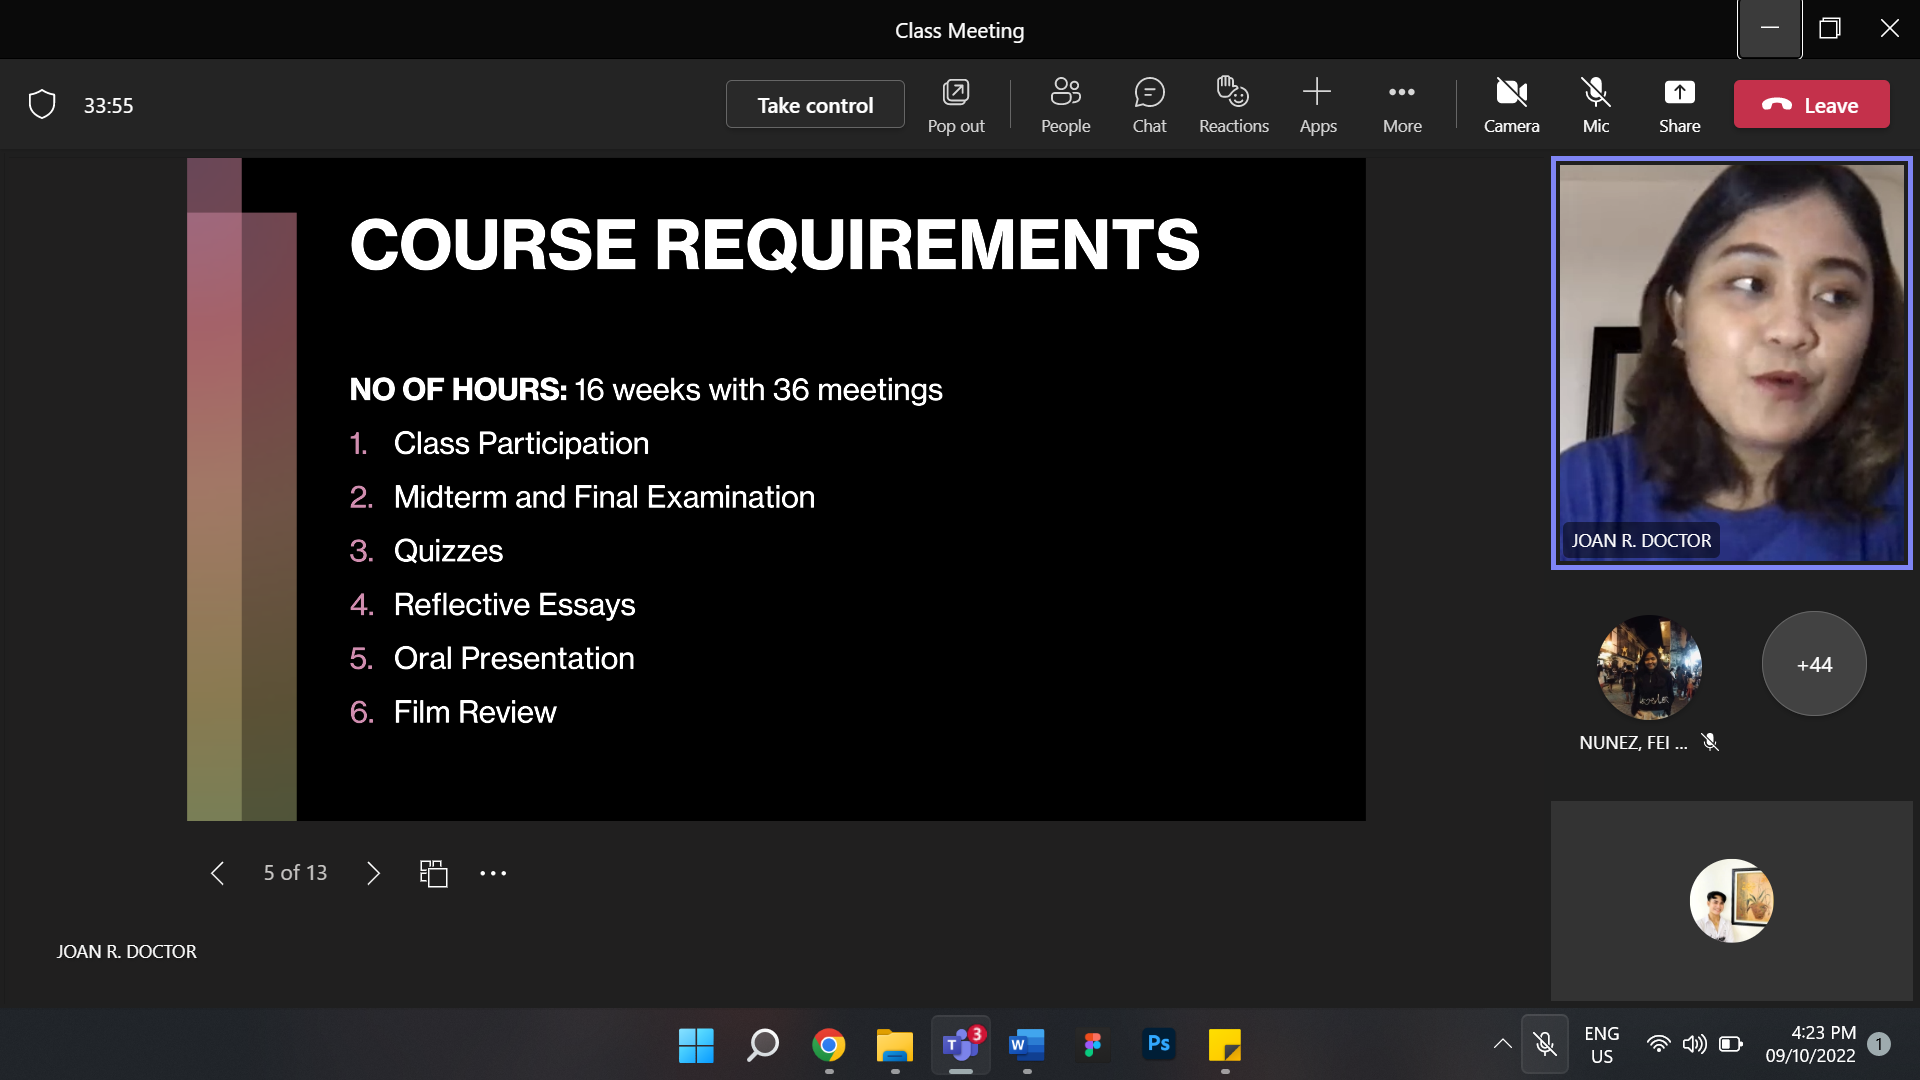 Class Meeting
33:55
Take control
Pop out
People
Chat
Reactions
Apps
More
Camera
Mic
Share
Leave
COURSE REQUIREMENTS
NO OF HOURS: 16 weeks with 36 meetings
1. Class Participation
2. Midterm and Final Examination
3. Quizzes
4. Reflective Essays
5. Oral Presentation
6. Film Review
JOAN R. DOCTOR
NUNEZ, FEI ...
+44
5 of 13
JOAN R. DOCTOR
3
T
W
Ps
ENG
US
4:23 PM
09/10/2022
1